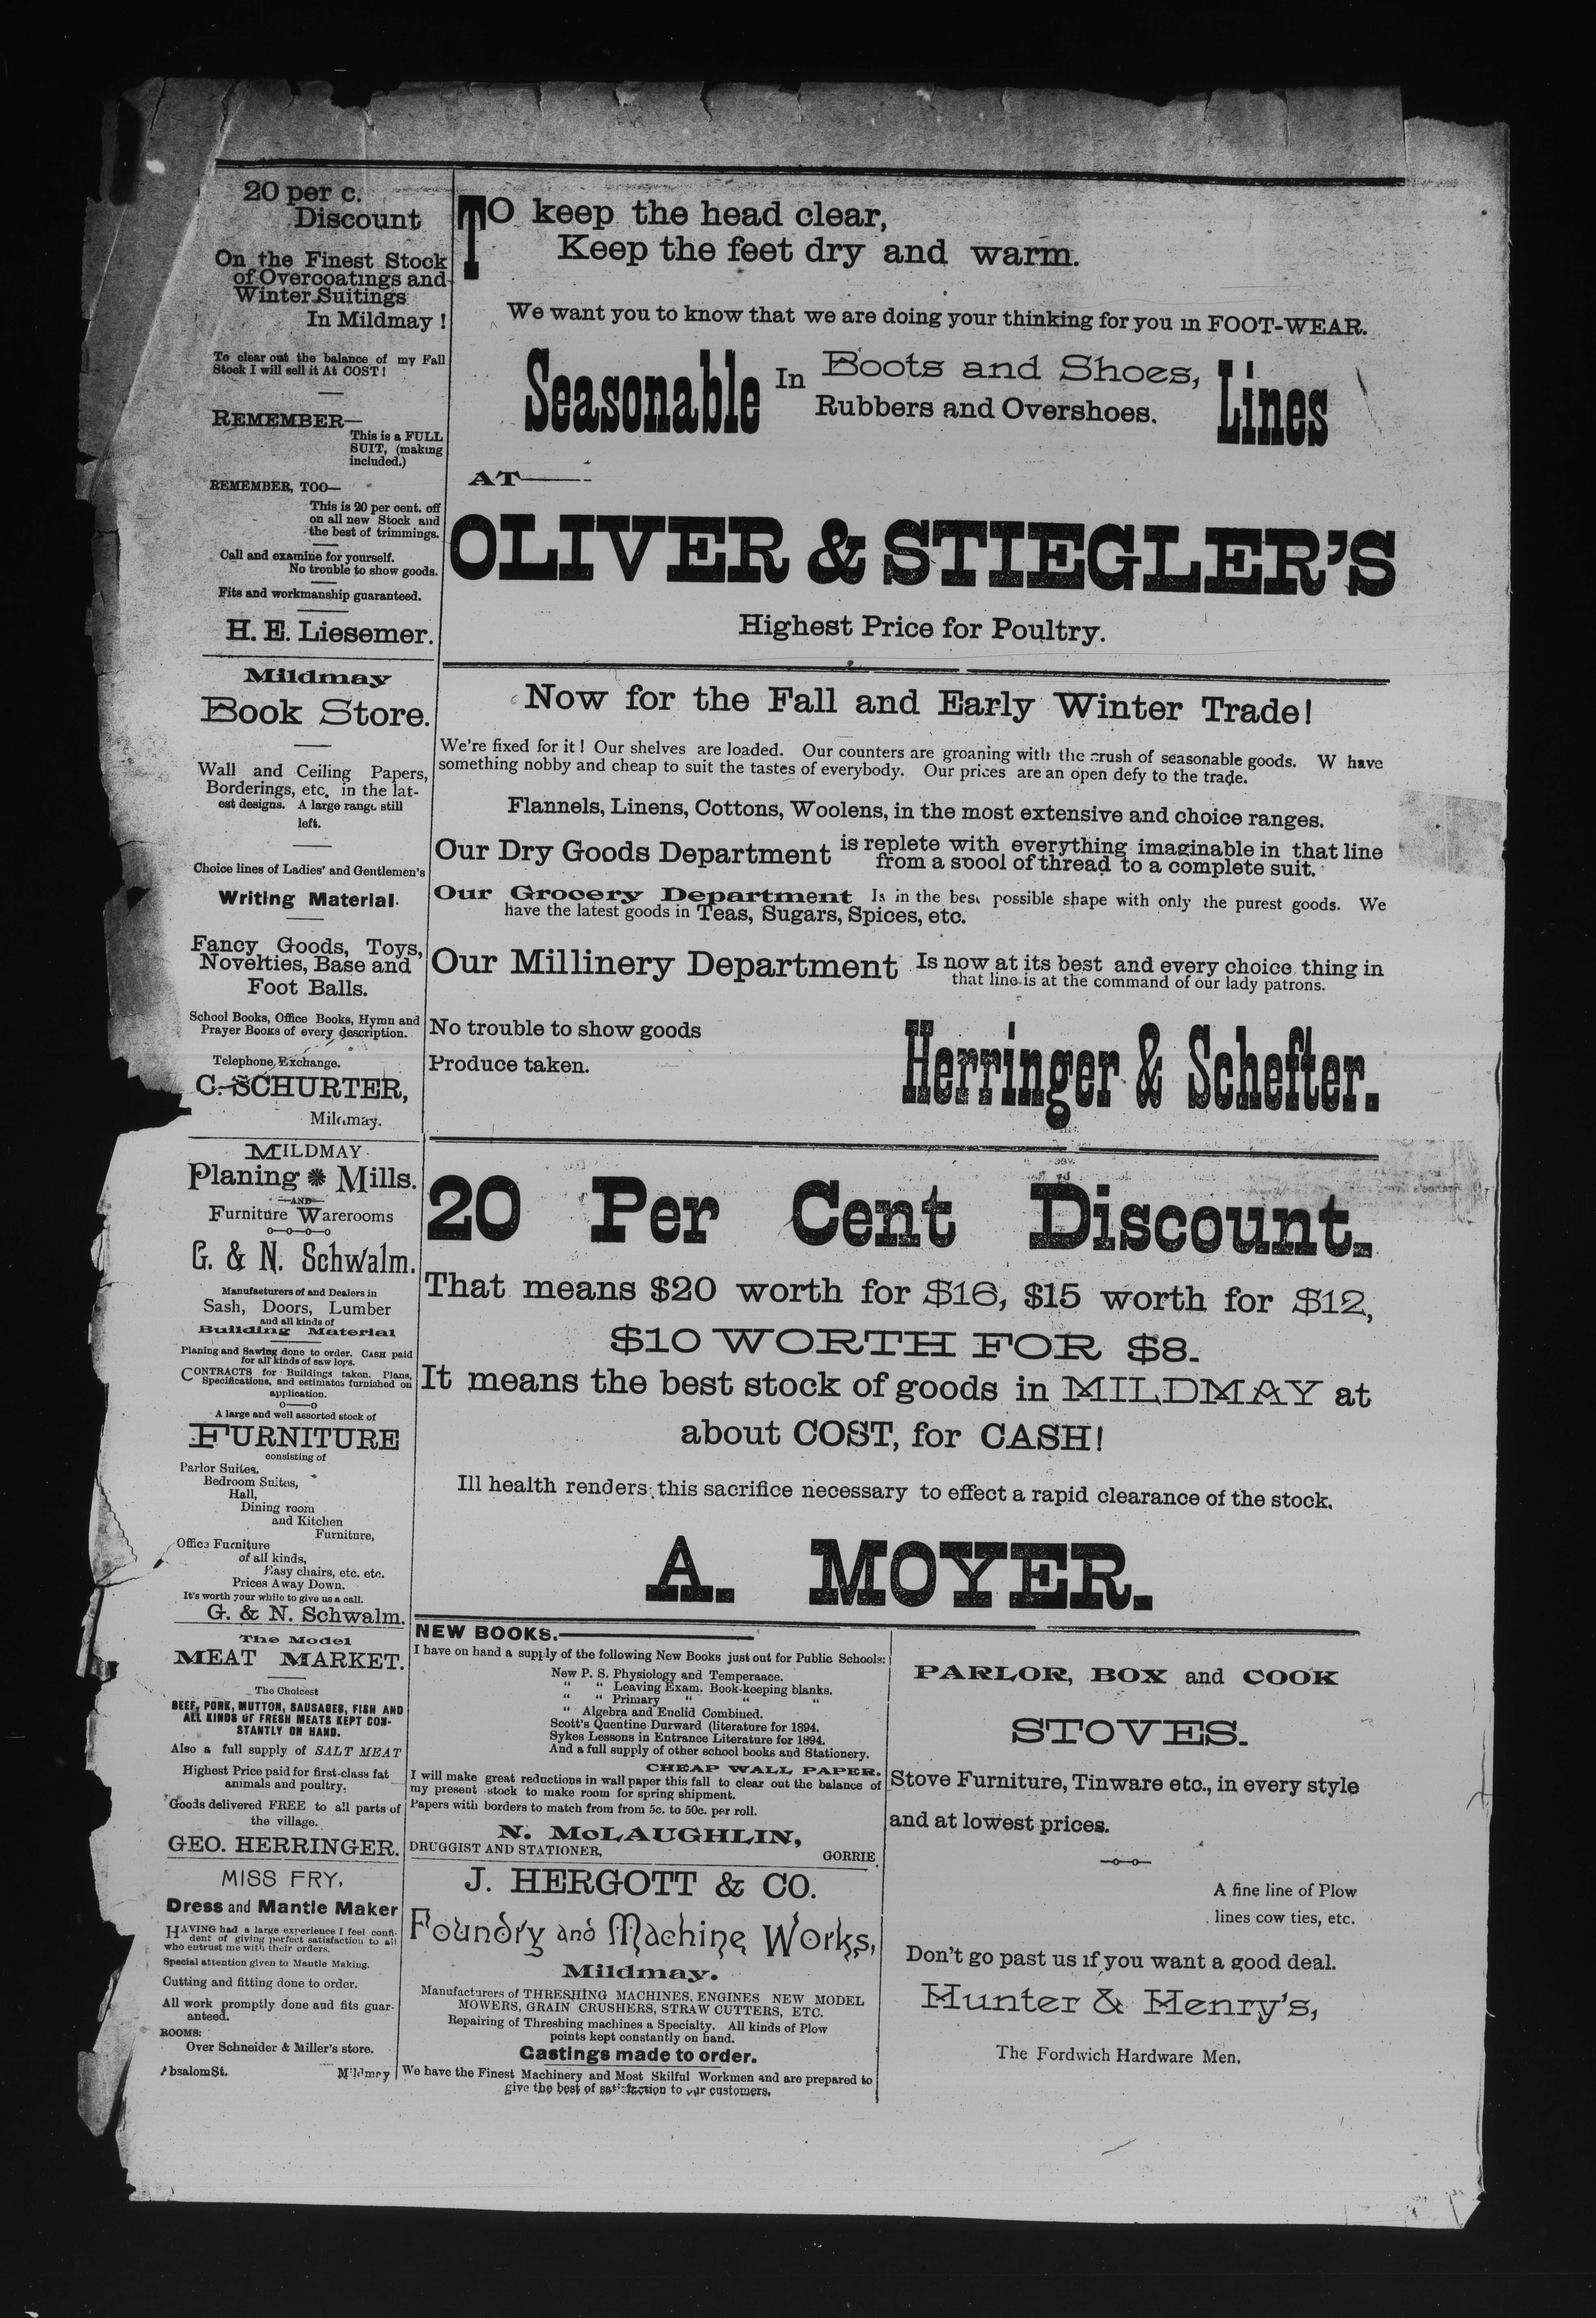 20 per c.
Discount
On the Finest Stock
of Overcoatings and
Winter Suitings
In Mildmay !
To clear out the balance of my Fall
Stock I will sell it At COST !
REMEMBER—
This is a FULL
SUIT, (making
included.)
REMEMBER, TOO—
This is 20 per cent. off
on all new Stock and
the best of trimmings.
Call and examine for yourself.
No trouble to show goods.
Fits and workmanship guaranteed.
H. E. Liesemer.
Mildmay
Book Store.
Wall and Ceiling Papers,
Borderings, etc. in the lat-
est designs. A large range still
left.
Choice lines of Ladies' and Gentlemen's
Writing Material.
Fancy Goods, Toys,
Novelties, Base and
Foot Balls.
School Books, Office Books, Hymn and
Prayer Books of every description.
Telephone Exchange.
C. SCHURTER,
Mildmay.
MILDMAY
Planing Mills.
—AND—
Furniture Warerooms
o—o—o—o
G. & N. Schwalm.
Manufacturers of and Dealers in
Sash, Doors, Lumber
and all kinds of
Building Material
Planing and Sawing done to order. CASH paid
for all kinds of saw logs.
CONTRACTS for Buildings taken. Plans,
Specifications, and estimates furnished on
application.
o——o
A large and well assorted stock of
FURNITURE
consisting of
Parlor Suites,
Bedroom Suites,
Hall,
Dining room
and Kitchen
Furniture,
Office Furniture
of all kinds,
Easy chairs, etc. etc.
Prices Away Down.
It's worth your while to give us a call.
G. & N. Schwalm.
The Model
MEAT MARKET.
The Choicest
BEEF, PORK, MUTTON, SAUSAGES, FISH AND
ALL KINDS OF FRESH MEATS KEPT CON-
STANTLY ON HAND.
Also a full supply of SALT MEAT
Highest Price paid for first-class fat
animals and poultry.
Goods delivered FREE to all parts of
the village.
GEO. HERRINGER.
MISS FRY,
Dress and Mantle Maker
HAVING had a large experience I feel confi-
dent of giving perfect satisfaction to all
who entrust me with their orders.
Special attention given to Mantle Making.
Cutting and fitting done to order.
All work promptly done and fits guar-
anteed.
ROOMS:
Over Schneider & Miller's store.
Absalom St. Mildmay
TO keep the head clear,
Keep the feet dry and warm.
We want you to know that we are doing your thinking for you in FOOT-WEAR.
Seasonable In Boots and Shoes, Lines
Rubbers and Overshoes.
AT——
OLIVER & STIEGLER'S
Highest Price for Poultry.
Now for the Fall and Early Winter Trade!
We're fixed for it! Our shelves are loaded. Our counters are groaning with the crush of seasonable goods. W have
something nobby and cheap to suit the tastes of everybody. Our prices are an open defy to the trade.
Flannels, Linens, Cottons, Woolens, in the most extensive and choice ranges.
Our Dry Goods Department is replete with everything imaginable in that line
from a spool of thread to a complete suit.
Our Grocery Department Is in the best possible shape with only the purest goods. We
have the latest goods in Teas, Sugars, Spices, etc.
Our Millinery Department Is now at its best and every choice thing in
that line is at the command of our lady patrons.
No trouble to show goods
Produce taken.
Herringer & Schefter.
20 Per Cent Discount.
That means $20 worth for $16, $15 worth for $12,
$10 WORTH FOR $8.
It means the best stock of goods in MILDMAY at
about COST, for CASH!
Ill health renders this sacrifice necessary to effect a rapid clearance of the stock.
A. MOYER.
NEW BOOKS.
I have on hand a supply of the following New Books just out for Public Schools:
New P. S. Physiology and Temperance.
" " Leaving Exam. Book-keeping blanks.
" " Primary " " "
" Algebra and Euclid Combined.
Scott's Quentine Durward (literature for 1894.
Sykes Lessons in Entrance Literature for 1894.
And a full supply of other school books and Stationery.
CHEAP WALL PAPER.
I will make great reductions in wall paper this fall to clear out the balance of
my present stock to make room for spring shipment.
Papers with borders to match from from 5c. to 50c. per roll.
N. McLAUGHLIN,
DRUGGIST AND STATIONER, GORRIE.
J. HERGOTT & CO.
Foundry and Machine Works,
Mildmay.
Manufacturers of THRESHING MACHINES, ENGINES NEW MODEL
MOWERS, GRAIN CRUSHERS, STRAW CUTTERS, ETC.
Repairing of Threshing machines a Specialty. All kinds of Plow
points kept constantly on hand.
Castings made to order.
We have the Finest Machinery and Most Skilful Workmen and are prepared to
give the best of satisfaction to our customers.
PARLOR, BOX and COOK
STOVES.
Stove Furniture, Tinware etc., in every style
and at lowest prices.
A fine line of Plow
lines cow ties, etc.
Don't go past us if you want a good deal.
Hunter & Henry's,
The Fordwich Hardware Men.